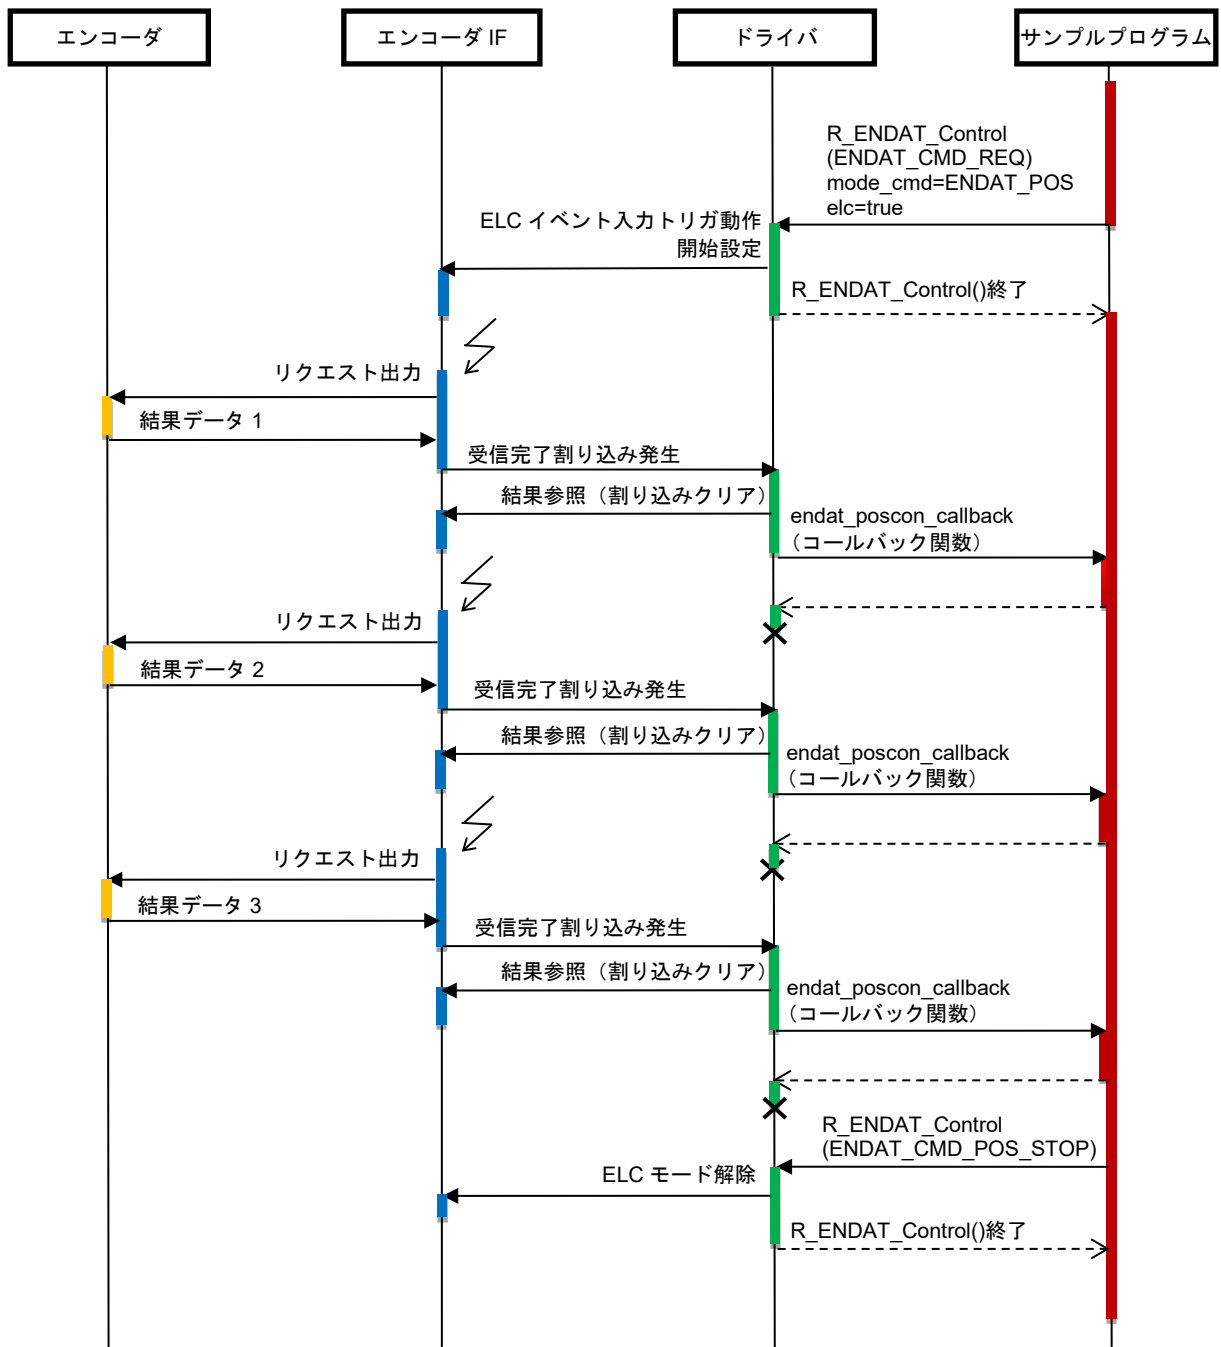 エンコーダ
エンコーダ IF
ドライバ
サンプルプログラム
R_ENDAT_Control
(ENDAT_CMD_REQ)
mode_cmd=ENDAT_POS
elc=true
ELC イベント入力トリガ動作
開始設定
R_ENDAT_Control()終了
リクエスト出力
結果データ 1
受信完了割り込み発生
結果参照（割り込みクリア）
endat_poscon_callback
（コールバック関数）
リクエスト出力
結果データ 2
受信完了割り込み発生
結果参照（割り込みクリア）
endat_poscon_callback
（コールバック関数）
リクエスト出力
結果データ 3
受信完了割り込み発生
結果参照（割り込みクリア）
endat_poscon_callback
（コールバック関数）
R_ENDAT_Control
(ENDAT_CMD_POS_STOP)
ELC モード解除
R_ENDAT_Control()終了